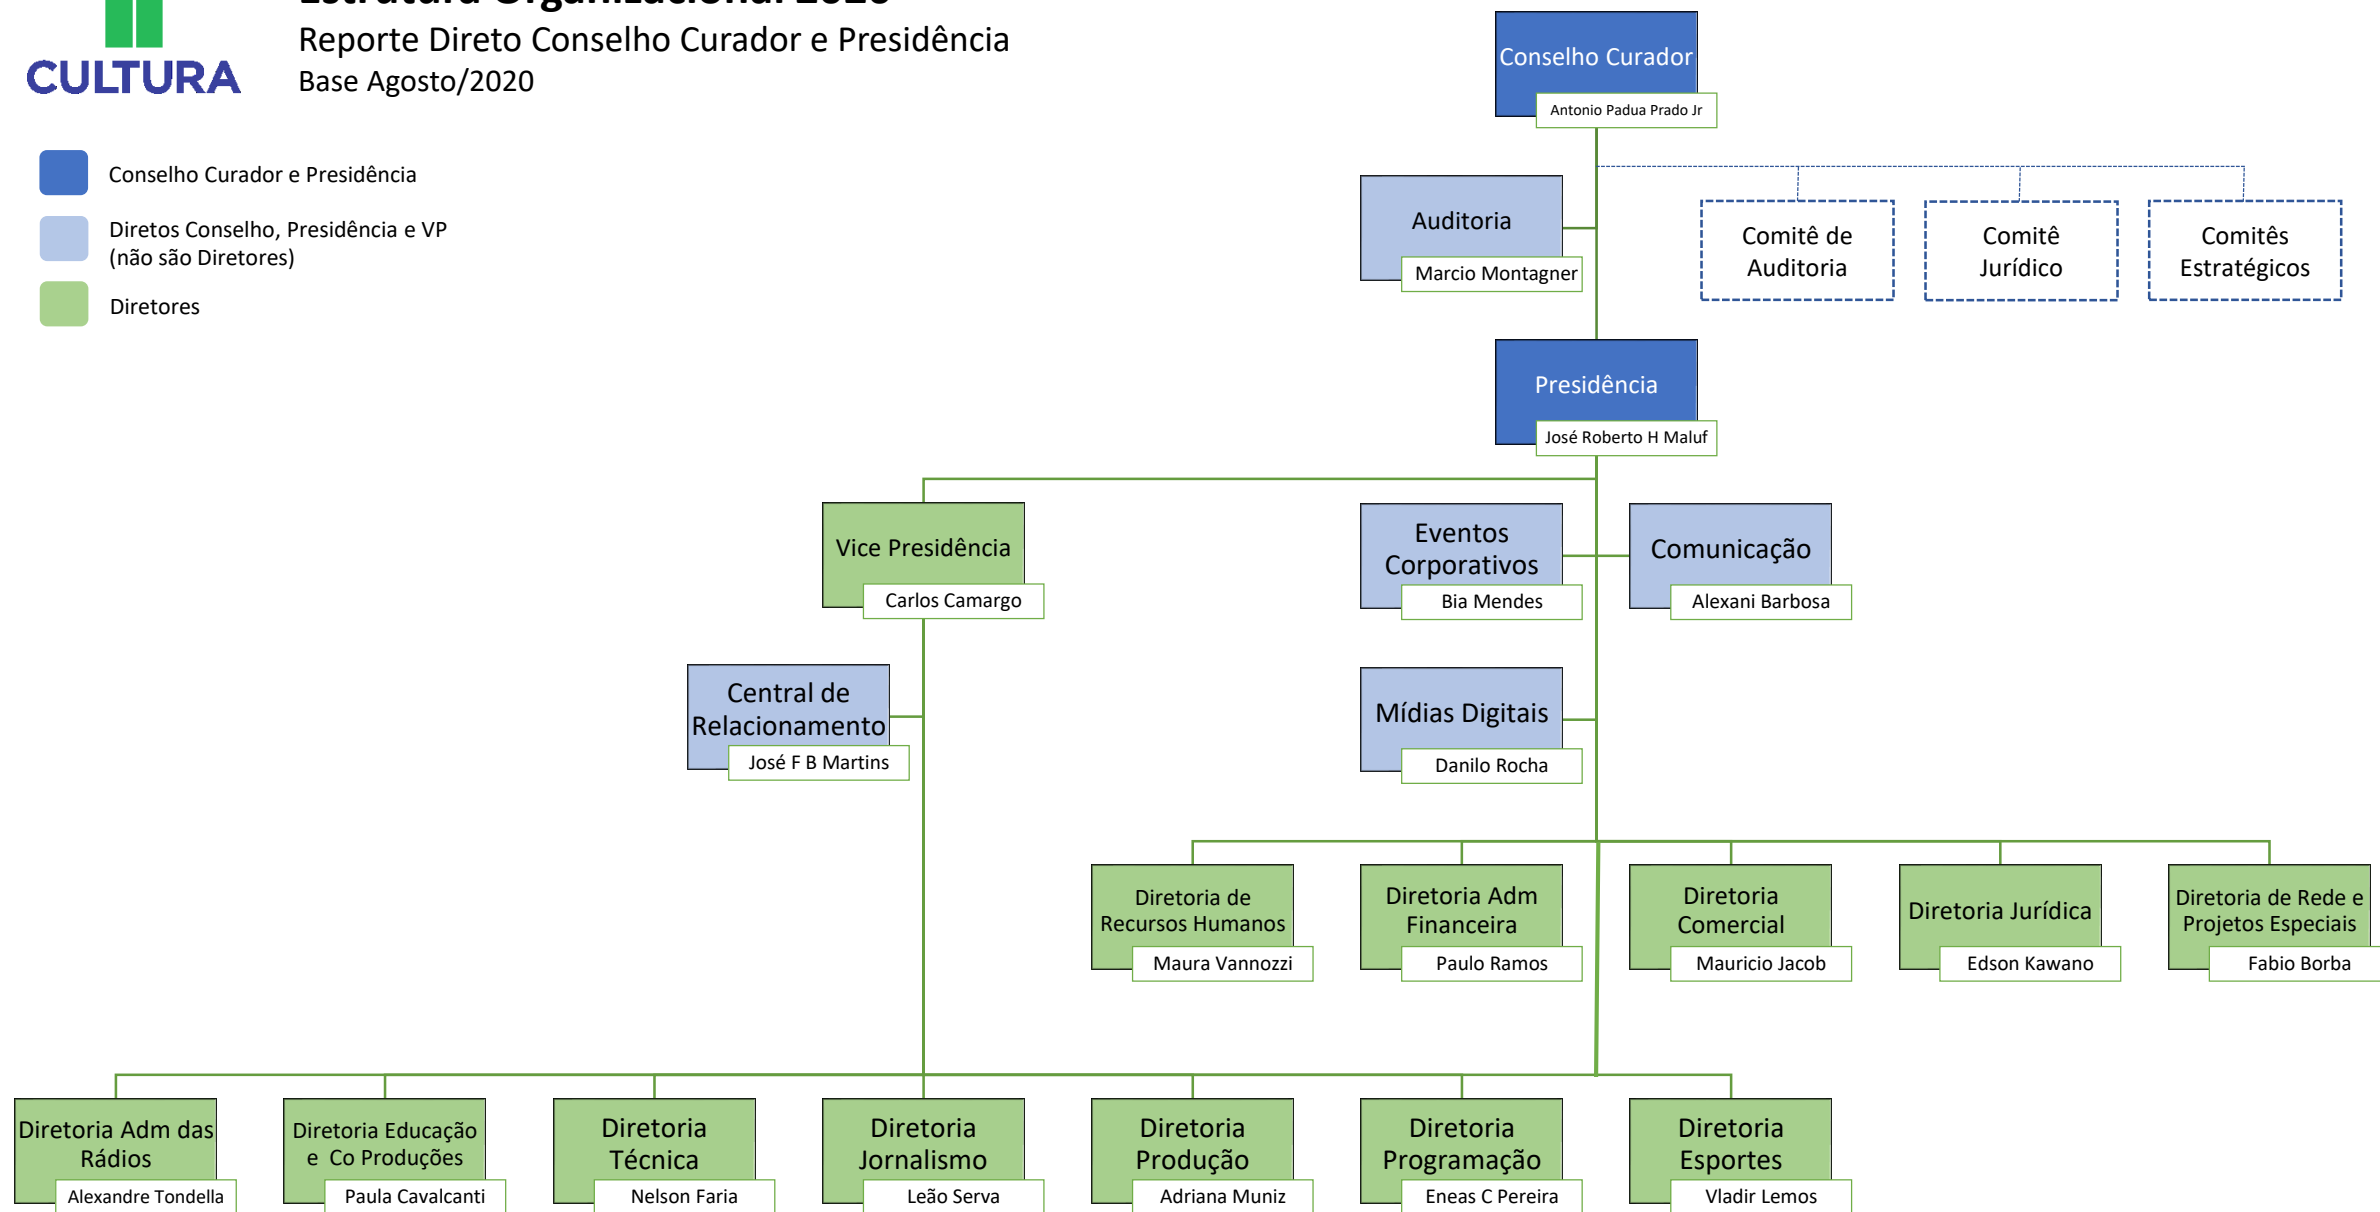 CULTURA
Estrutura Organizacional 2020
Reporte Direto Conselho Curador e Presidência
Base Agosto/2020
Conselho Curador e Presidência
Diretos Conselho, Presidência e VP
(não são Diretores)
Diretores
Conselho Curador
Antonio Padua Prado Jr
Auditoria
Marcio Montagner
Comitê de
Auditoria
Comitê
Jurídico
Comitês
Estratégicos
Presidência
José Roberto H Maluf
Vice Presidência
Carlos Camargo
Eventos
Corporativos
Bia Mendes
Comunicação
Alexani Barbosa
Central de
Relacionamento
José F B Martins
Mídias Digitais
Danilo Rocha
Diretoria de
Recursos Humanos
Maura Vannozzi
Diretoria Adm
Financeira
Paulo Ramos
Diretoria
Comercial
Mauricio Jacob
Diretoria Jurídica
Edson Kawano
Diretoria de Rede e
Projetos Especiais
Fabio Borba
Diretoria Adm das
Rádios
Alexandre Tondella
Diretoria Educação
e Co Produções
Paula Cavalcanti
Diretoria
Técnica
Nelson Faria
Diretoria
Jornalismo
Leão Serva
Diretoria
Produção
Adriana Muniz
Diretoria
Programação
Eneas C Pereira
Diretoria
Esportes
Vladir Lemos